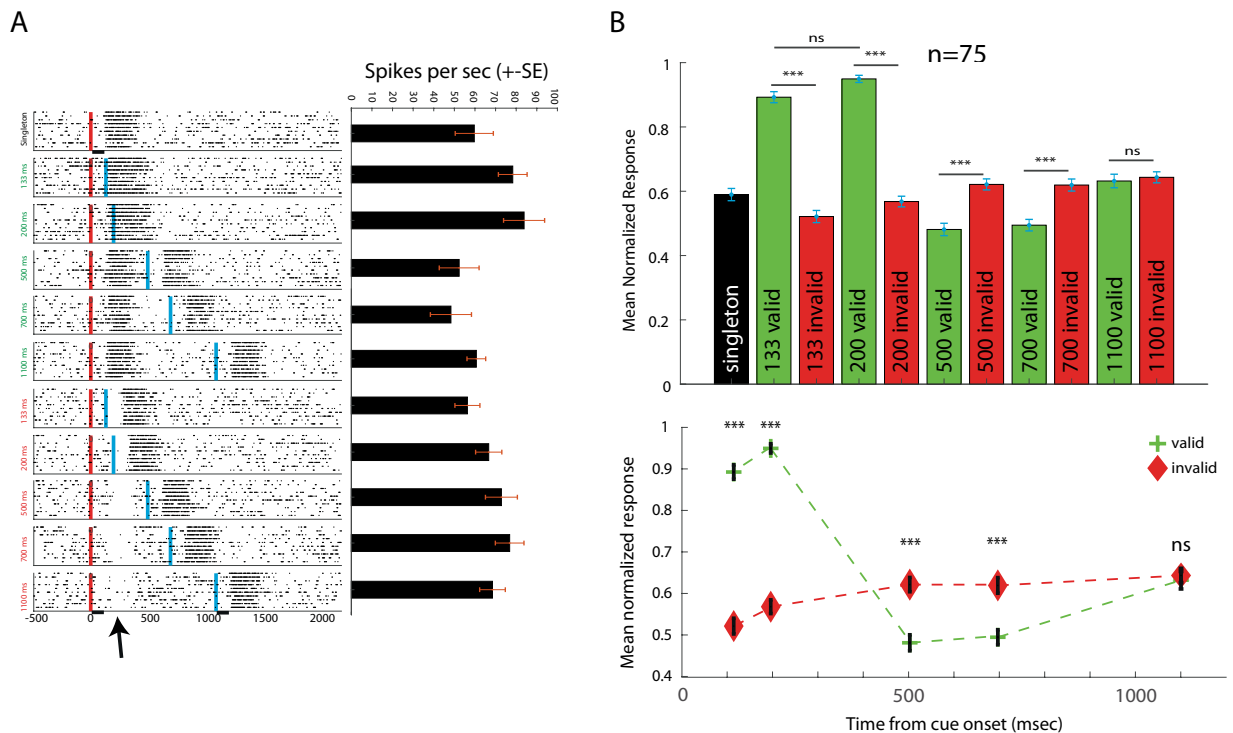 A
Spikes per sec (+-SE)
0 10 20 30 40 50 60 70 80 90 100
Singleton
133 ms
200 ms
500 ms
700 ms
1100 ms
133 ms
200 ms
500 ms
700 ms
1100 ms
-500 0 500 1000 1500 2000
B
n=75
ns
***
***
***
***
ns
Mean Normalized Response
1
0.8
0.6
0.4
0.2
0
singleton
133 valid
133 invalid
200 valid
200 invalid
500 valid
500 invalid
700 valid
700 invalid
1100 valid
1100 invalid
Mean normalized response
1
0.9
0.8
0.7
0.6
0.5
0.4
*** ***
***
***
ns
valid
invalid
0 500 1000
Time from cue onset (msec)